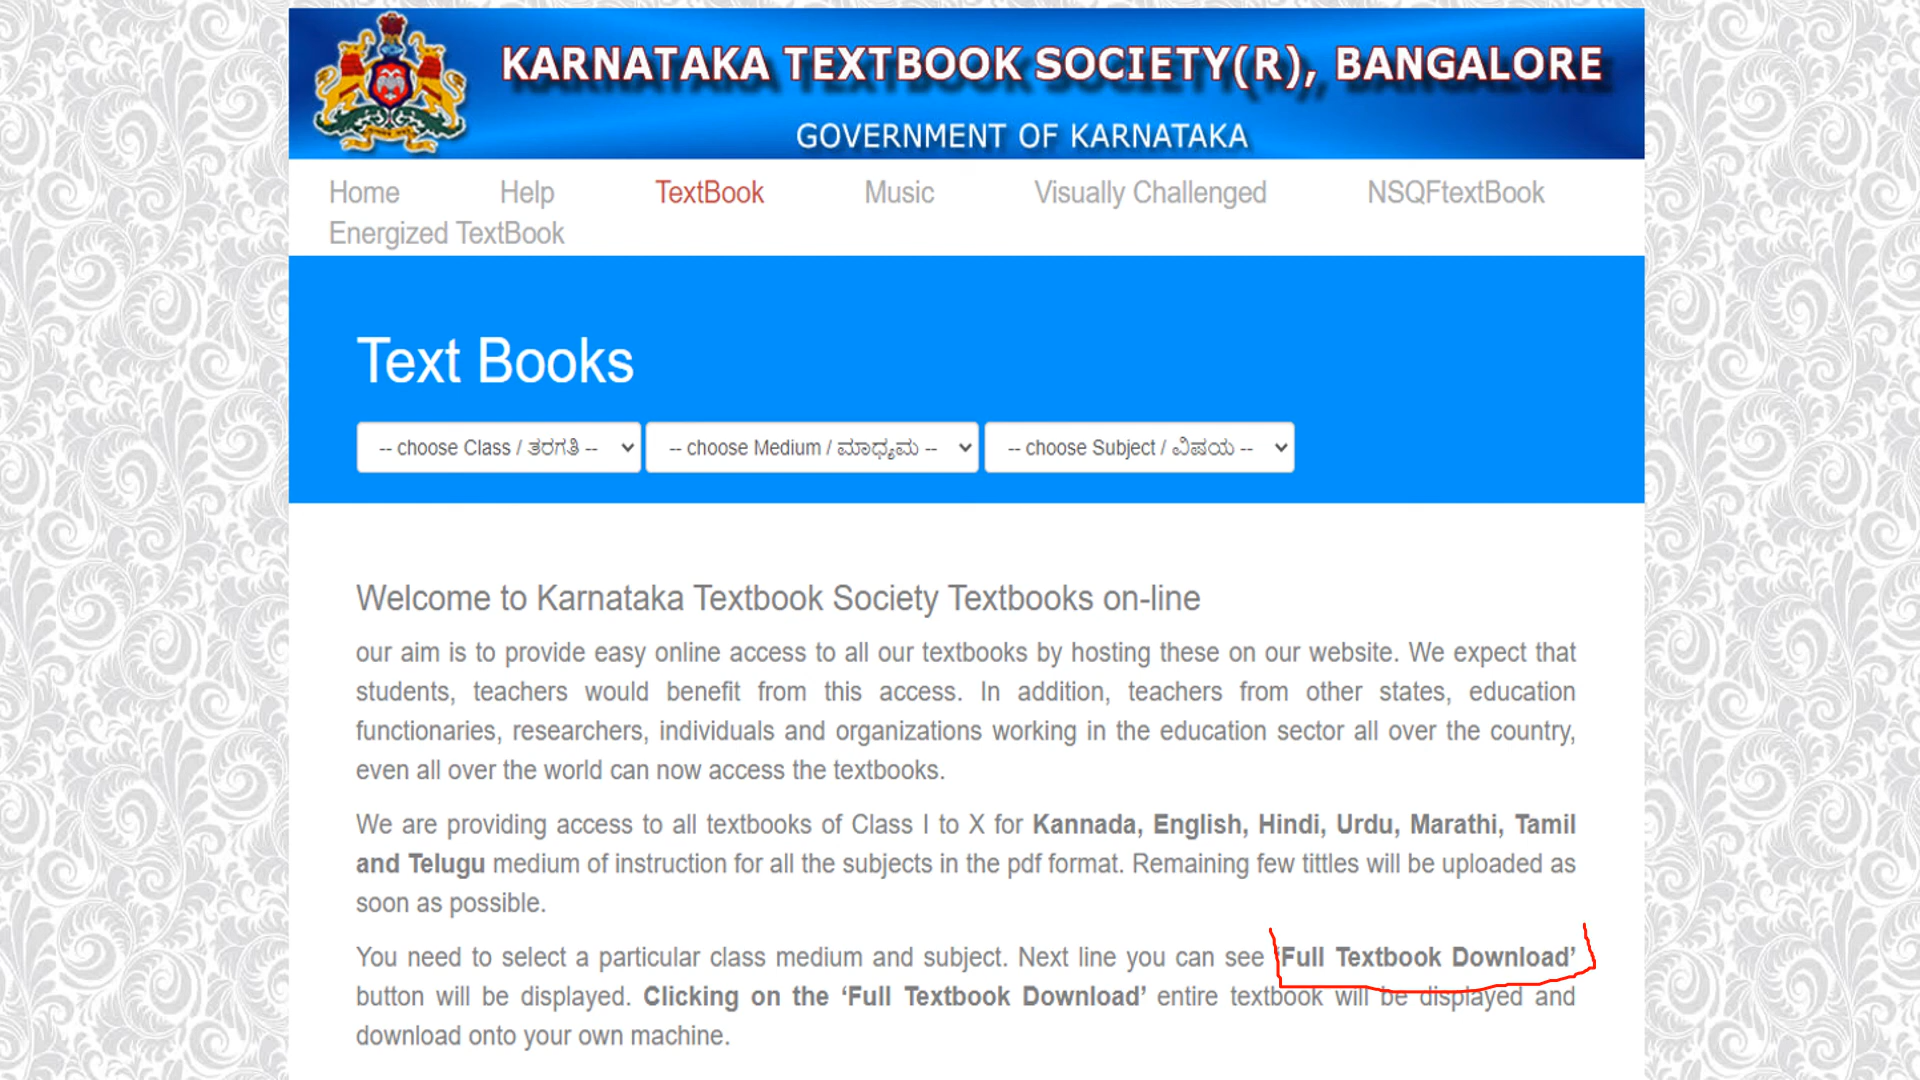 KARNATAKA TEXTBOOK SOCIETY(R), BANGALORE
GOVERNMENT OF KARNATAKA
Home Help TextBook Music Visually Challenged NSQFtextBook
Energized TextBook
Text Books
-- choose Class / ತರಗತಿ -- -- choose Medium / ಮಾಧ್ಯಮ -- -- choose Subject / ವಿಷಯ --
Welcome to Karnataka Textbook Society Textbooks on-line
our aim is to provide easy online access to all our textbooks by hosting these on our website. We expect that
students, teachers would benefit from this access. In addition, teachers from other states, education
functionaries, researchers, individuals and organizations working in the education sector all over the country,
even all over the world can now access the textbooks.
We are providing access to all textbooks of Class I to X for Kannada, English, Hindi, Urdu, Marathi, Tamil
and Telugu medium of instruction for all the subjects in the pdf format. Remaining few tittles will be uploaded as
soon as possible.
You need to select a particular class medium and subject. Next line you can see ‘Full Textbook Download’
button will be displayed. Clicking on the ‘Full Textbook Download’ entire textbook will be displayed and
download onto your own machine.